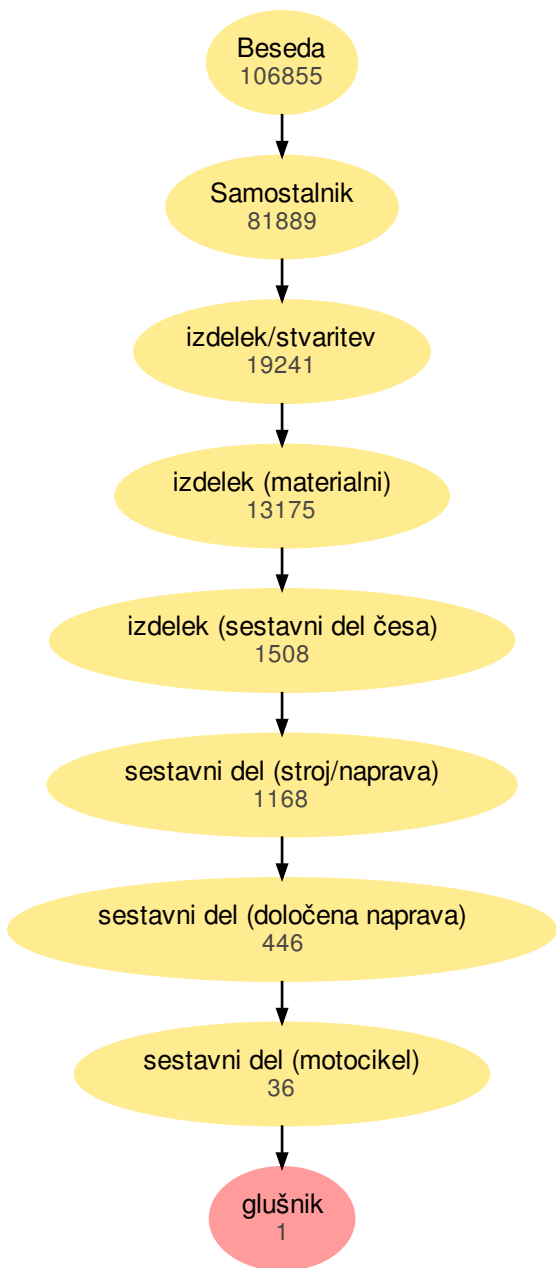 Beseda
106855
Samostalnik
81889
izdelek/stvaritev
19241
izdelek (materialni)
13175
izdelek (sestavni del česa)
1508
sestavni del (stroj/naprava)
1168
sestavni del (določena naprava)
446
sestavni del (motocikel)
36
glušnik
1